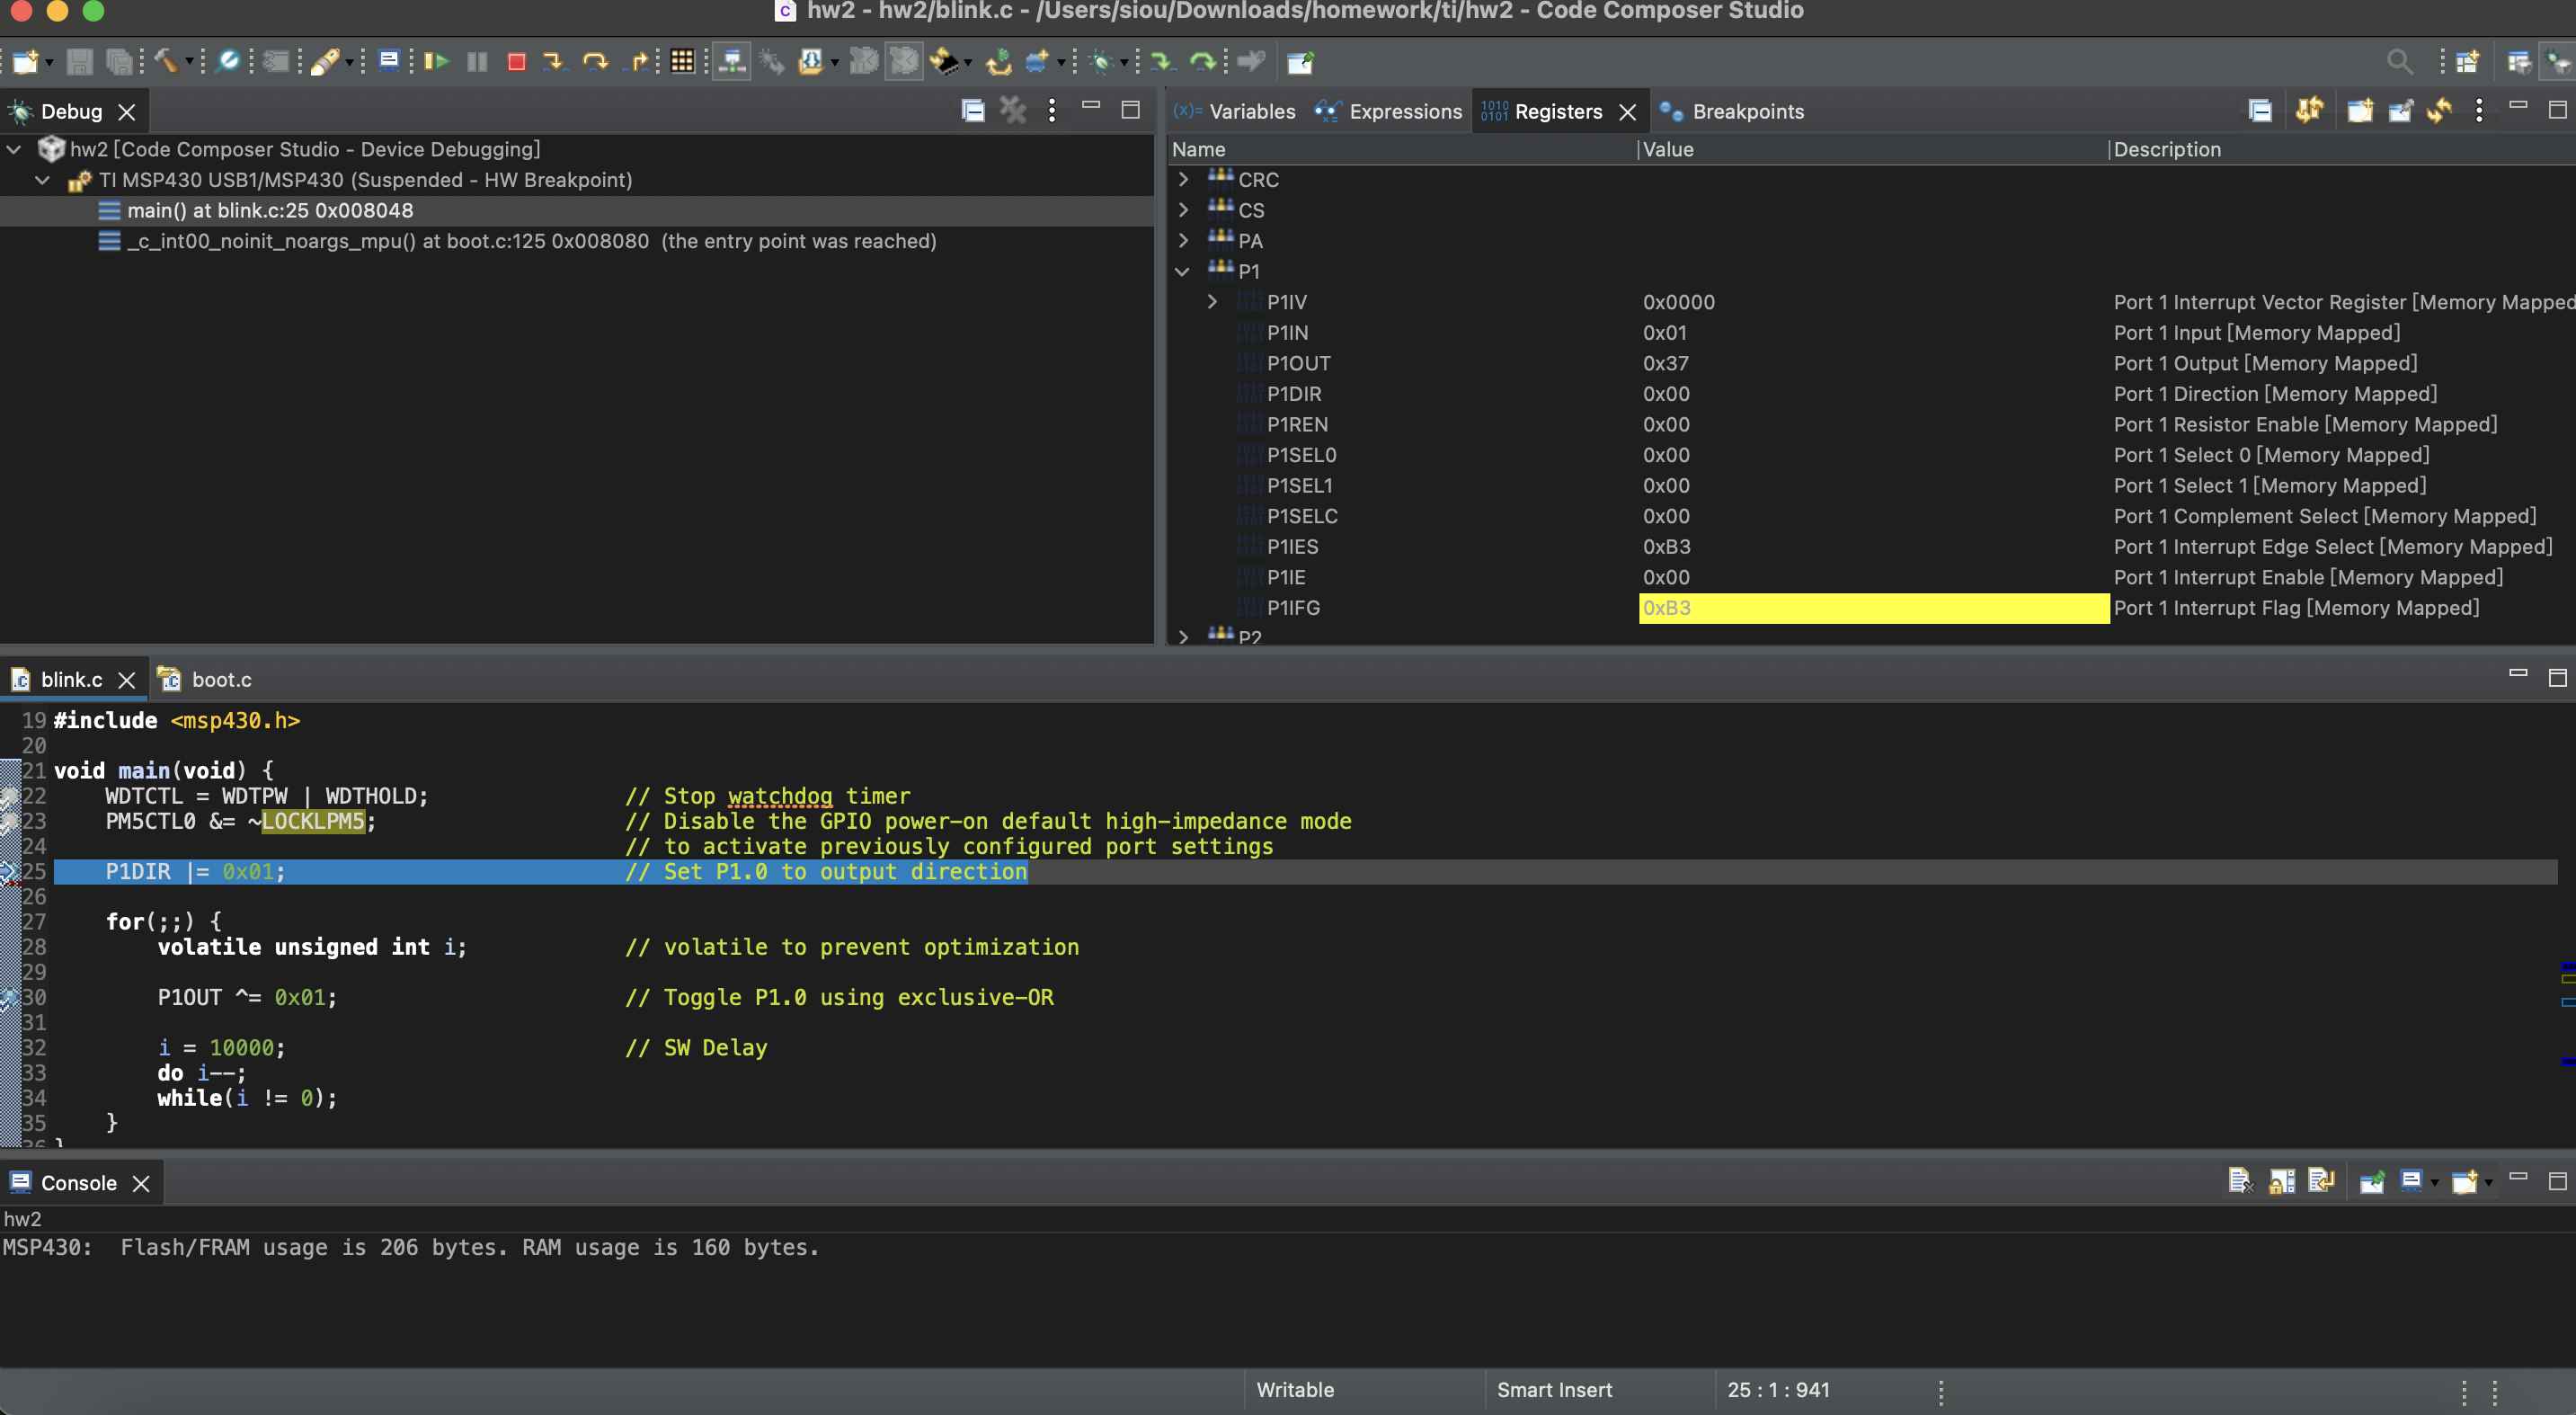 hw2 - hw2/blink.c - /Users/siou/Downloads/homework/ti/hw2 - Code Composer Studio
Debug
hw2 [Code Composer Studio - Device Debugging]
TI MSP430 USB1/MSP430 (Suspended - HW Breakpoint)
main() at blink.c:25 0x008048
_c_int00_noinit_noargs_mpu() at boot.c:125 0x008080 (the entry point was reached)
(x)= Variables Expressions Registers Breakpoints
Name Value Description
CRC
CS
PA
P1
P1IV 0x0000 Port 1 Interrupt Vector Register [Memory Mapped
P1IN 0x01 Port 1 Input [Memory Mapped]
P1OUT 0x37 Port 1 Output [Memory Mapped]
P1DIR 0x00 Port 1 Direction [Memory Mapped]
P1REN 0x00 Port 1 Resistor Enable [Memory Mapped]
P1SEL0 0x00 Port 1 Select 0 [Memory Mapped]
P1SEL1 0x00 Port 1 Select 1 [Memory Mapped]
P1SELC 0x00 Port 1 Complement Select [Memory Mapped]
P1IES 0xB3 Port 1 Interrupt Edge Select [Memory Mapped]
P1IE 0x00 Port 1 Interrupt Enable [Memory Mapped]
P1IFG 0xB3 Port 1 Interrupt Flag [Memory Mapped]
P2
blink.c boot.c
19 #include <msp430.h>
20
21 void main(void) {
22 WDTCTL = WDTPW | WDTHOLD; // Stop watchdog timer
23 PM5CTL0 &= ~LOCKLPM5; // Disable the GPIO power-on default high-impedance mode
24 // to activate previously configured port settings
25 P1DIR |= 0x01; // Set P1.0 to output direction
26
27 for(;;) {
28 volatile unsigned int i; // volatile to prevent optimization
29
30 P1OUT ^= 0x01; // Toggle P1.0 using exclusive-OR
31
32 i = 10000; // SW Delay
33 do i--;
34 while(i != 0);
35 }
36 }
Console
hw2
MSP430: Flash/FRAM usage is 206 bytes. RAM usage is 160 bytes.
Writable Smart Insert 25 : 1 : 941